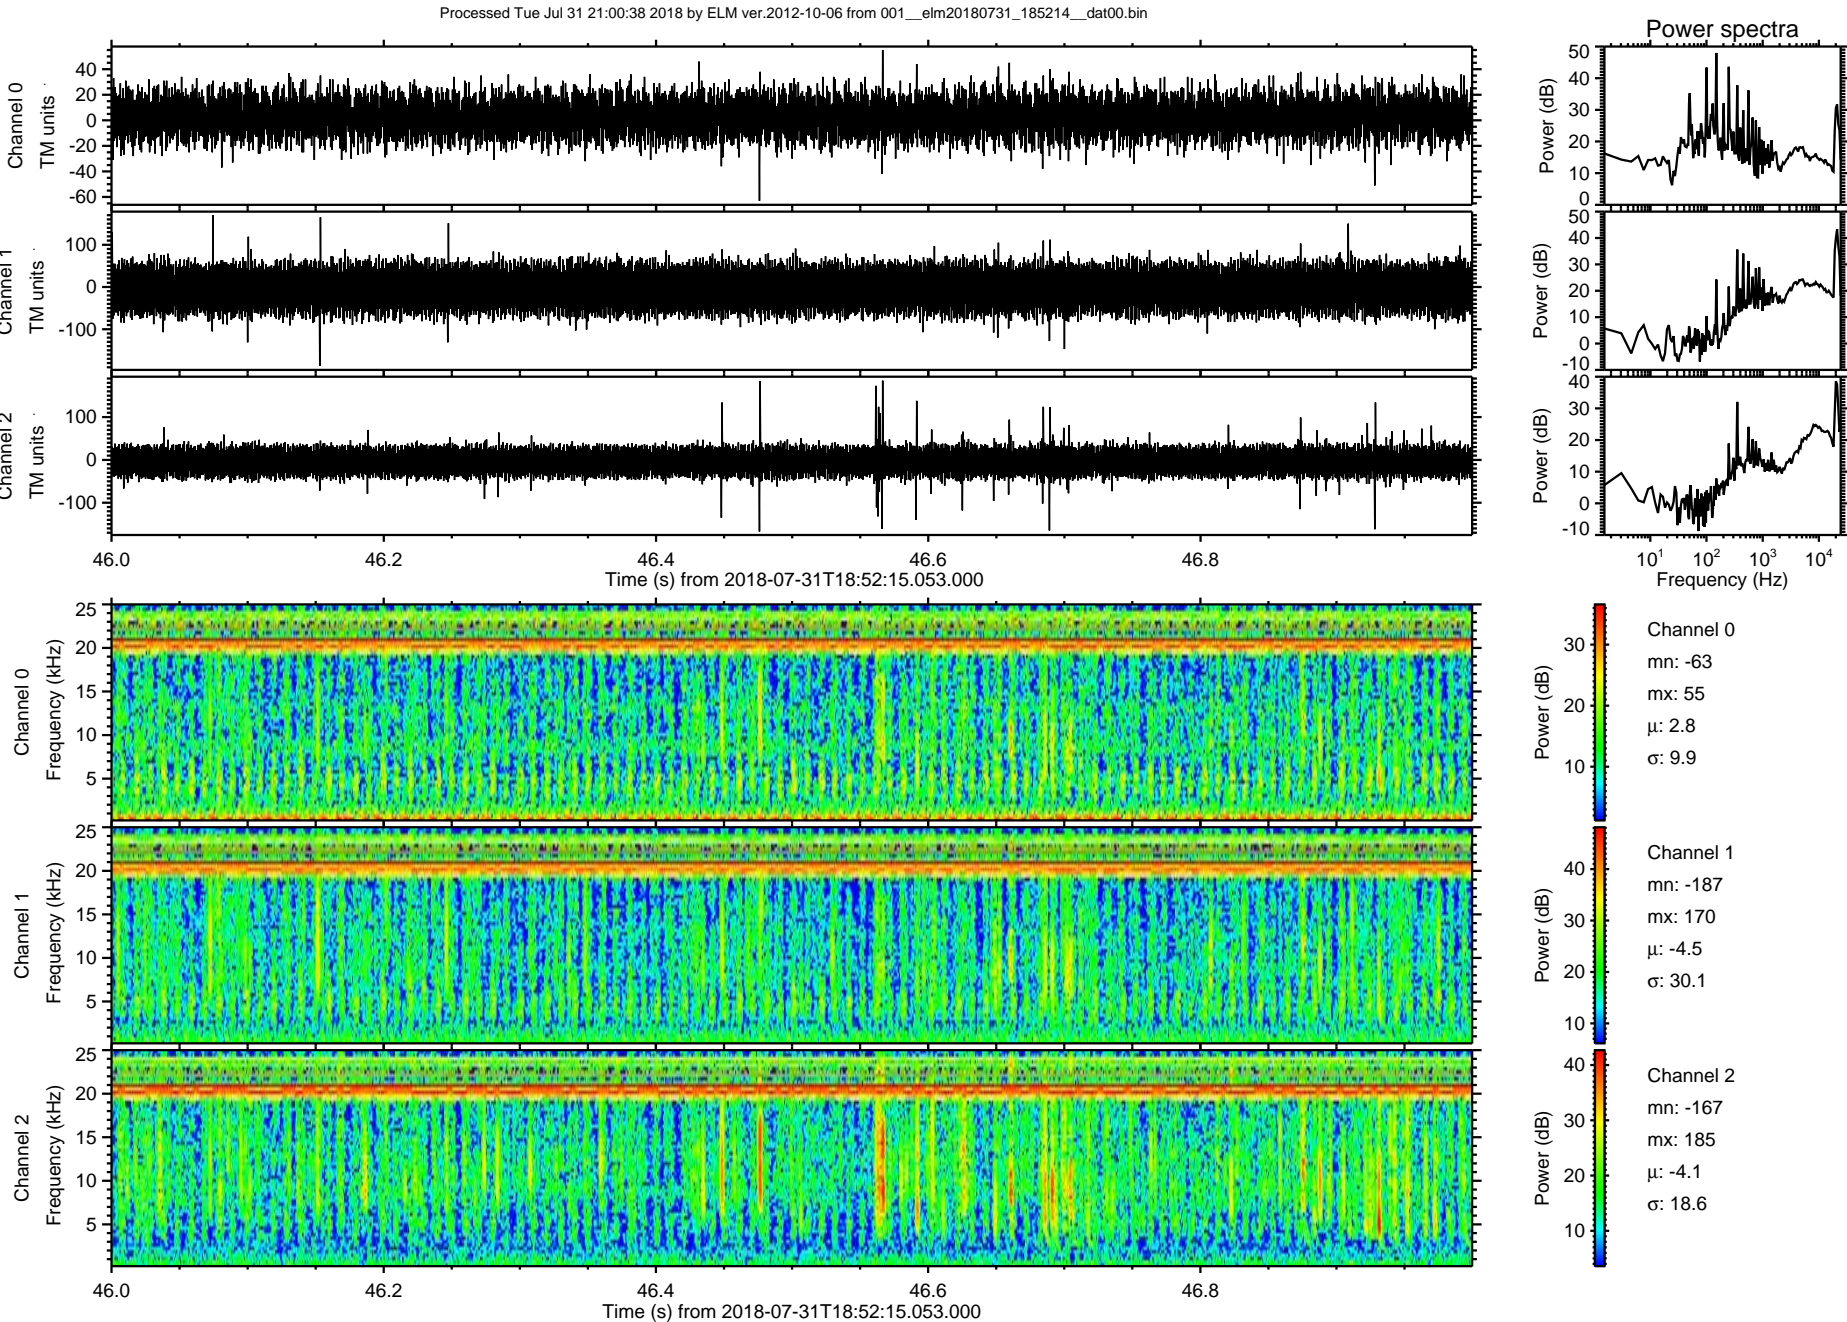 Processed Tue Jul 31 21:00:38 2018 by ELM ver.2012-10-06 from 001__elm20180731_185214__dat00.bin
Power spectra
Channel 0
TM units
40
20
0
-20
-40
-60
Power (dB)
50
40
30
20
10
0
Channel 1
TM units
100
0
-100
Power (dB)
50
40
30
20
10
0
-10
Channel 2
TM units
100
0
-100
Power (dB)
40
30
20
10
0
-10
46.0 46.2 46.4 46.6 46.8
Time (s) from 2018-07-31T18:52:15.053.000
10^1 10^2 10^3 10^4
Frequency (Hz)
Channel 0
Frequency (kHz)
25
20
15
10
5
Power (dB)
30
20
10
Channel 0
mn: -63
mx: 55
μ: 2.8
σ: 9.9
Channel 1
Frequency (kHz)
25
20
15
10
5
Power (dB)
40
30
20
10
Channel 1
mn: -187
mx: 170
μ: -4.5
σ: 30.1
Channel 2
Frequency (kHz)
25
20
15
10
5
Power (dB)
40
30
20
10
Channel 2
mn: -167
mx: 185
μ: -4.1
σ: 18.6
46.0 46.2 46.4 46.6 46.8
Time (s) from 2018-07-31T18:52:15.053.000